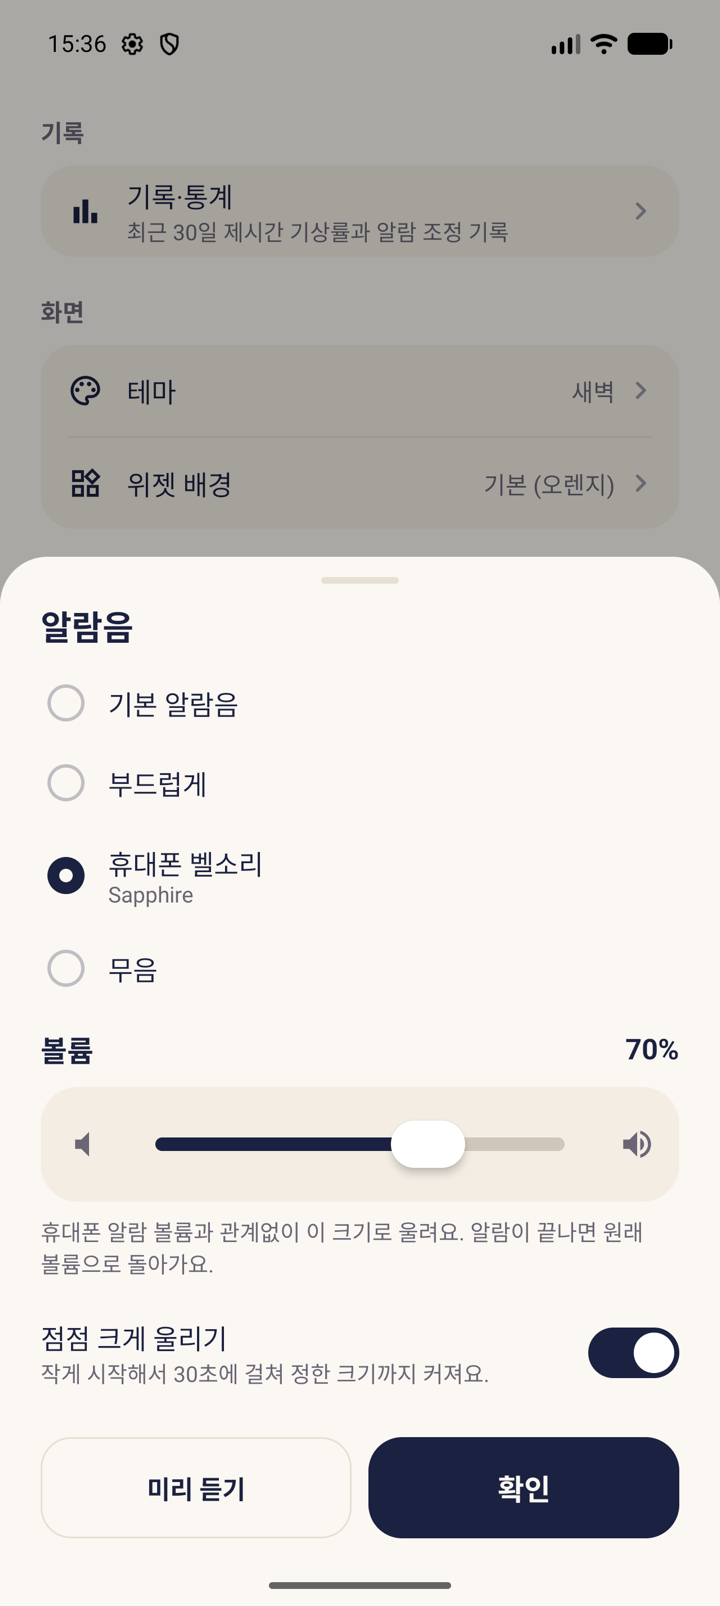 15:36
기록
기록·통계
최근 30일 제시간 기상률과 알람 조정 기록
화면
테마
새벽
위젯 배경
기본 (오렌지)
알람음
기본 알람음
부드럽게
휴대폰 벨소리
Sapphire
무음
볼륨
70%
휴대폰 알람 볼륨과 관계없이 이 크기로 울려요. 알람이 끝나면 원래
볼륨으로 돌아가요.
점점 크게 울리기
작게 시작해서 30초에 걸쳐 정한 크기까지 커져요.
미리 듣기
확인